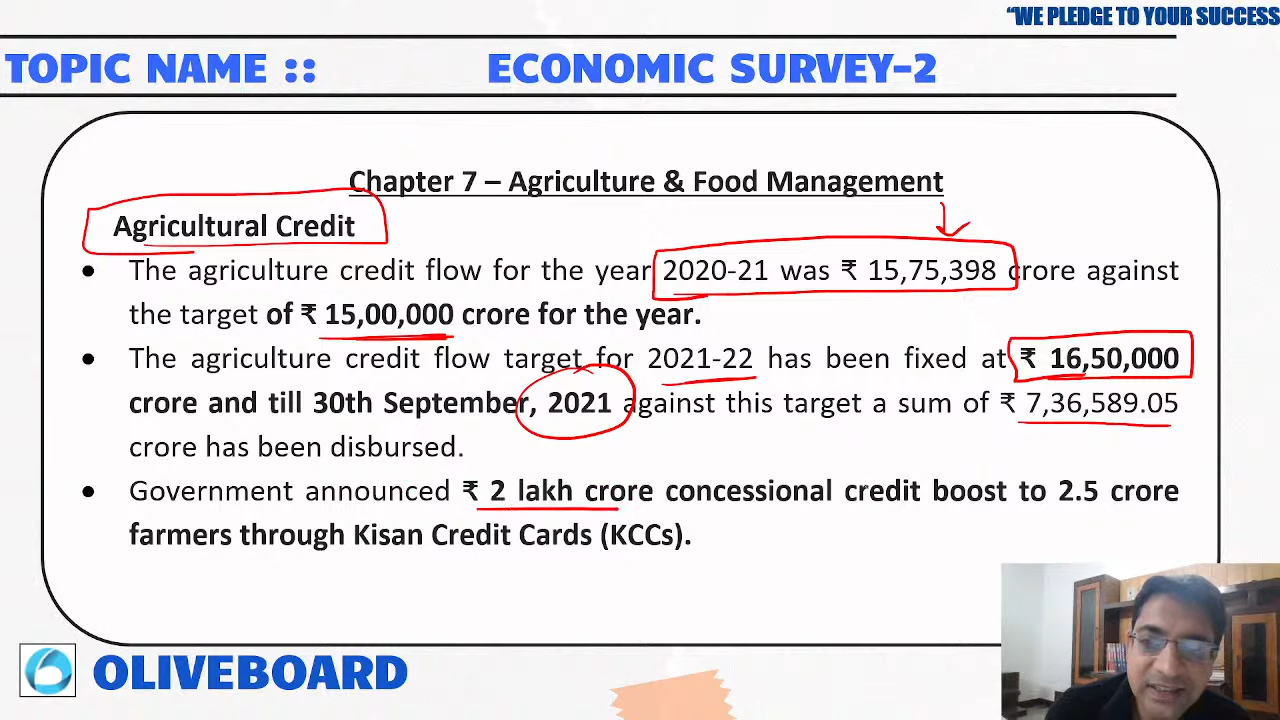 “WE PLEDGE TO YOUR SUCCESS
TOPIC NAME :: ECONOMIC SURVEY-2
Chapter 7 – Agriculture & Food Management
Agricultural Credit
• The agriculture credit flow for the year 2020-21 was ₹ 15,75,398 crore against
the target of ₹ 15,00,000 crore for the year.
• The agriculture credit flow target for 2021-22 has been fixed at ₹ 16,50,000
crore and till 30th September, 2021 against this target a sum of ₹ 7,36,589.05
crore has been disbursed.
• Government announced ₹ 2 lakh crore concessional credit boost to 2.5 crore
farmers through Kisan Credit Cards (KCCs).
OLIVEBOARD